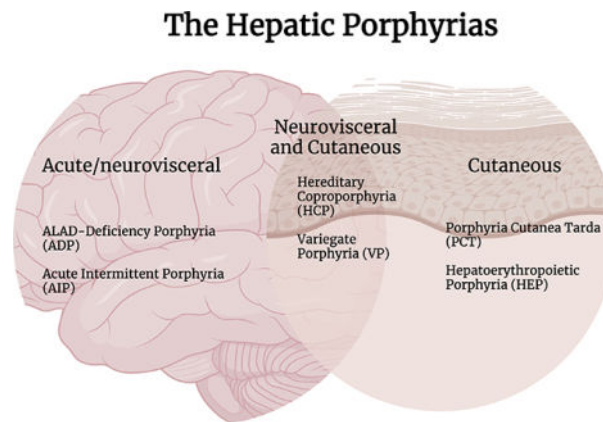 The Hepatic Porphyrias
Acute/neurovisceral
ALAD-Deficiency Porphyria
(ADP)
Acute Intermittent Porphyria
(AIP)
Neurovisceral
and Cutaneous
Hereditary
Coproporphyria
(HCP)
Variegate
Porphyria (VP)
Cutaneous
Porphyria Cutanea Tarda
(PCT)
Hepatoerythropoietic
Porphyria (HEP)